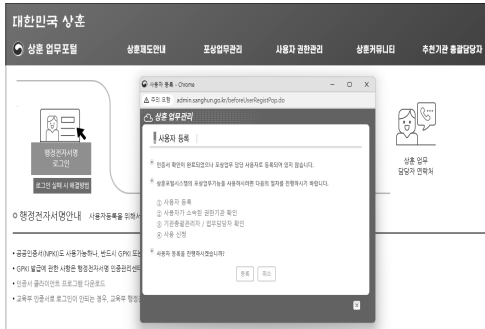 대한민국 상훈
상훈 업무포털
상훈제도안내 포상업무관리 사용자 권한관리 상훈커뮤니티 추천기관 총괄담당자
사용자 등록 - Chrome
주의 요함 admin.sanghun.go.kr/beforeUserRegistPop.do
상훈 업무관리
사용자 등록
인증서 확인이 완료되었으나 포상업무 담당 사용자로 등록되어 있지 않습니다.
상훈포털시스템의 포상업무기능을 사용하시려면 다음의 절차를 진행하시기 바랍니다.
① 사용자 등록
② 사용자가 소속된 권한기관 확인
③ 기관총괄관리자 / 업무담당자 확인
④ 사용 신청
사용자 등록을 진행하시겠습니까?
등록 취소
행정전자서명
로그인
로그인 실패 시 해결방법
상훈 업무
담당자 연락처
행정전자서명안내 사용자등록을 위해서
• 공공인증서(NPKI)도 사용가능하나, 반드시 GPKI 또는
• GPKI 발급에 관한 사항은 행정전자서명 인증관리센터
• 인증서 클라이언트 프로그램 다운로드
• 교육부 인증서로 로그인이 안되는 경우, 교육부 행정